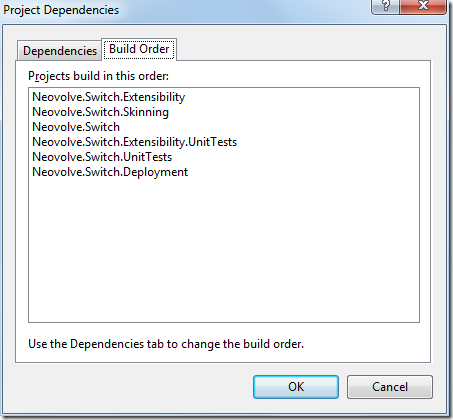 Project Dependencies
Dependencies
Build Order
Projects build in this order:
Neovolve.Switch.Extensibility
Neovolve.Switch.Skinning
Neovolve.Switch
Neovolve.Switch.Extensibility.UnitTests
Neovolve.Switch.UnitTests
Neovolve.Switch.Deployment
Use the Dependencies tab to change the build order.
OK
Cancel